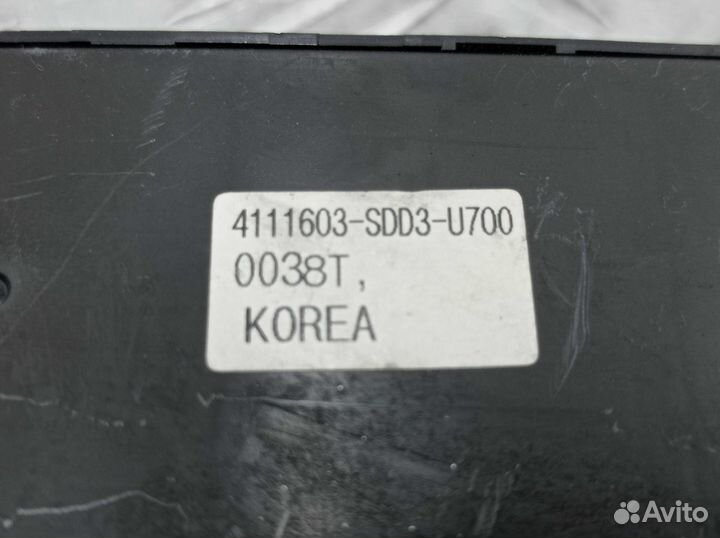 4111603-SDD3-U700
0038T,
KOREA
Avito